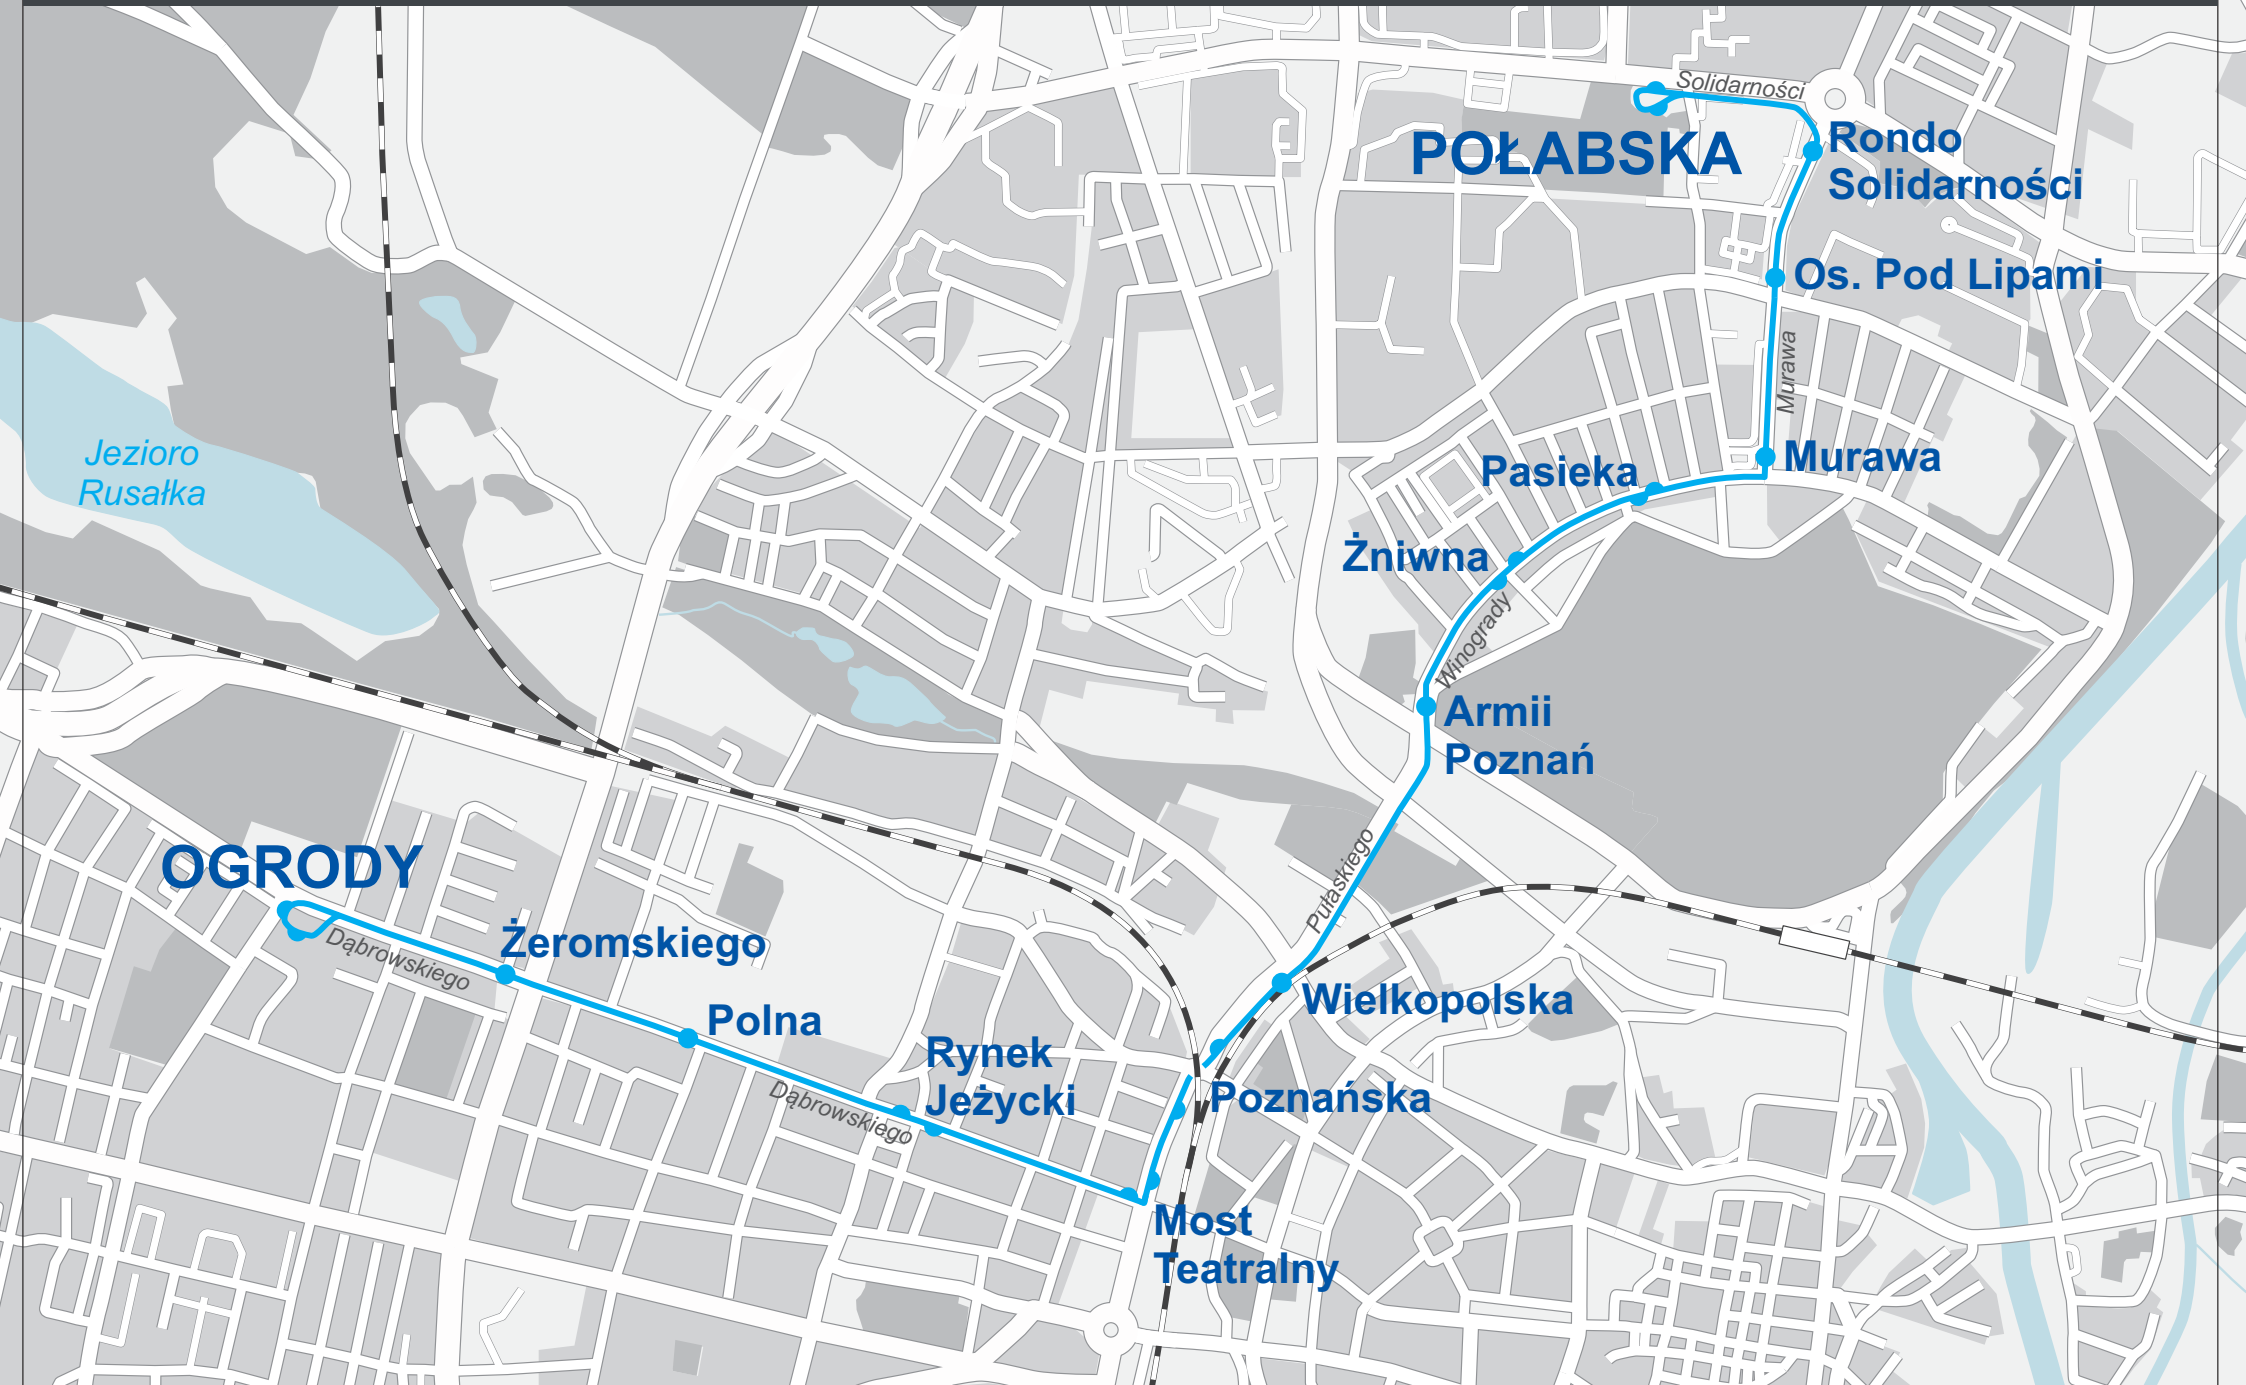 Solidarności
POŁABSKA
Rondo
Solidarności
Os. Pod Lipami
Murawa
Jezioro
Rusałka
Pasieka
Murawa
Żniwna
Winogrady
Armii
Poznań
Pułaskiego
OGRODY
Dąbrowskiego
Żeromskiego
Wielkopolska
Polna
Rynek
Jeżycki
Dąbrowskiego
Poznańska
Most
Teatralny